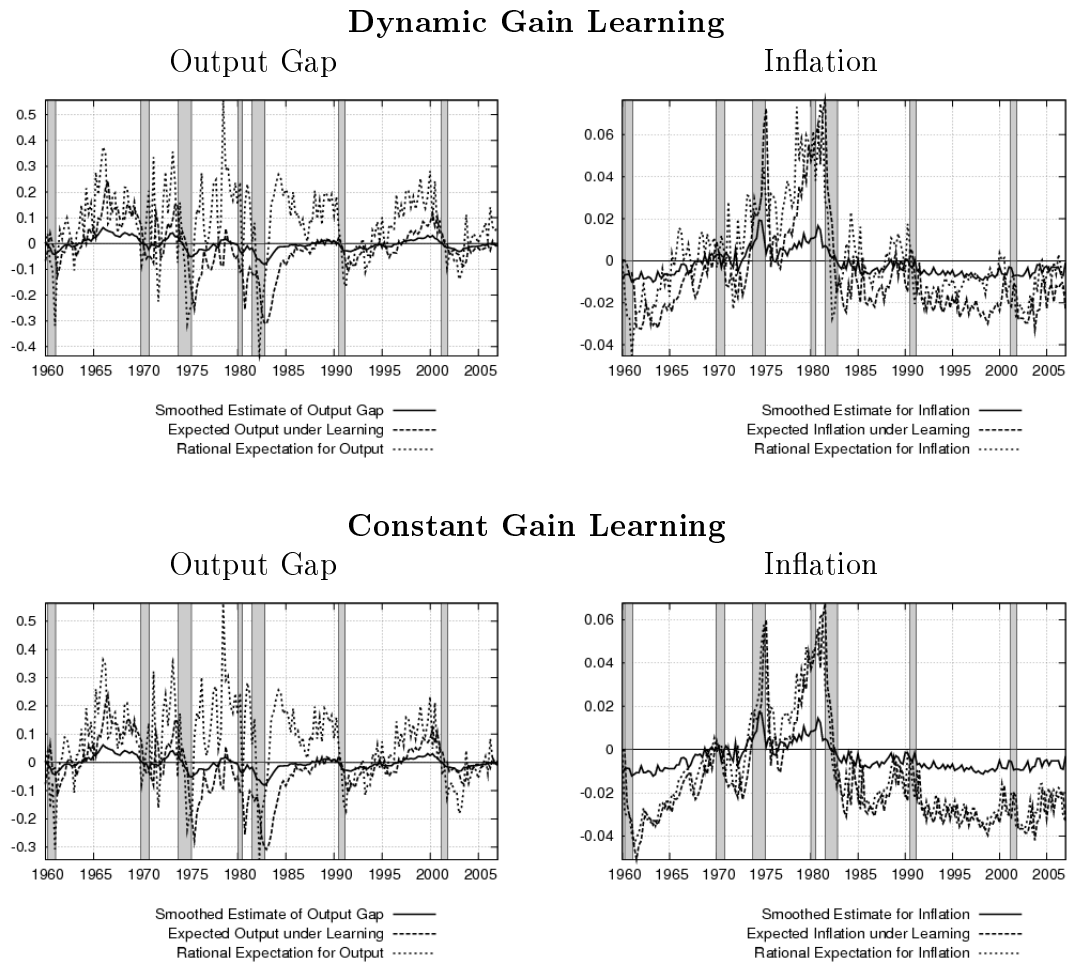 Dynamic Gain Learning
Output Gap
Inflation
0.5
0.4
0.3
0.2
0.1
0
-0.1
-0.2
-0.3
-0.4
1960 1965 1970 1975 1980 1985 1990 1995 2000 2005
0.06
0.04
0.02
0
-0.02
-0.04
1960 1965 1970 1975 1980 1985 1990 1995 2000 2005
Smoothed Estimate of Output Gap
Expected Output under Learning
Rational Expectation for Output
Smoothed Estimate for Inflation
Expected Inflation under Learning
Rational Expectation for Inflation
Constant Gain Learning
Output Gap
Inflation
0.5
0.4
0.3
0.2
0.1
0
-0.1
-0.2
-0.3
1960 1965 1970 1975 1980 1985 1990 1995 2000 2005
0.06
0.04
0.02
0
-0.02
-0.04
1960 1965 1970 1975 1980 1985 1990 1995 2000 2005
Smoothed Estimate of Output Gap
Expected Output under Learning
Rational Expectation for Output
Smoothed Estimate for Inflation
Expected Inflation under Learning
Rational Expectation for Inflation